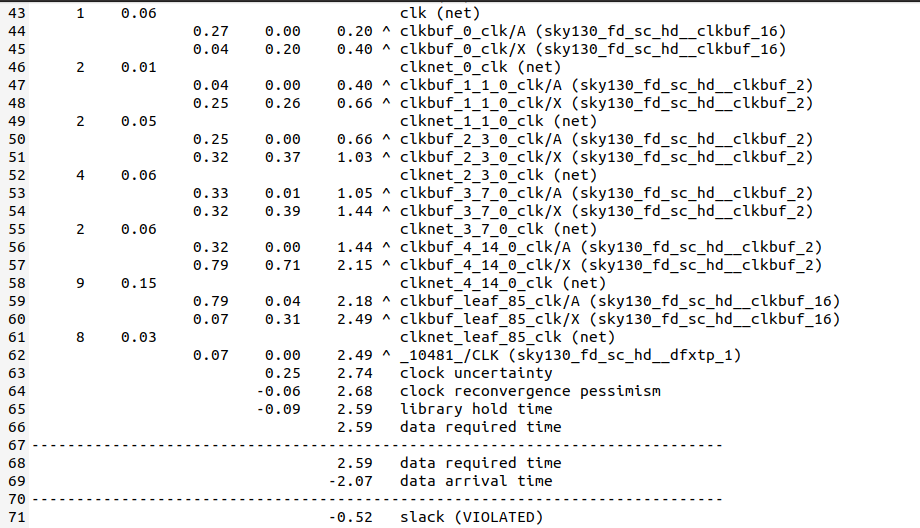 43 1 0.06 clk (net)
44 0.27 0.00 0.20 ^ clkbuf_0_clk/A (sky130_fd_sc_hd__clkbuf_16)
45 0.04 0.20 0.40 ^ clkbuf_0_clk/X (sky130_fd_sc_hd__clkbuf_16)
46 2 0.01 clknet_0_clk (net)
47 0.04 0.00 0.40 ^ clkbuf_1_1_0_clk/A (sky130_fd_sc_hd__clkbuf_2)
48 0.25 0.26 0.66 ^ clkbuf_1_1_0_clk/X (sky130_fd_sc_hd__clkbuf_2)
49 2 0.05 clknet_1_1_0_clk (net)
50 0.25 0.00 0.66 ^ clkbuf_2_3_0_clk/A (sky130_fd_sc_hd__clkbuf_2)
51 0.32 0.37 1.03 ^ clkbuf_2_3_0_clk/X (sky130_fd_sc_hd__clkbuf_2)
52 4 0.06 clknet_2_3_0_clk (net)
53 0.33 0.01 1.05 ^ clkbuf_3_7_0_clk/A (sky130_fd_sc_hd__clkbuf_2)
54 0.32 0.39 1.44 ^ clkbuf_3_7_0_clk/X (sky130_fd_sc_hd__clkbuf_2)
55 2 0.06 clknet_3_7_0_clk (net)
56 0.32 0.00 1.44 ^ clkbuf_4_14_0_clk/A (sky130_fd_sc_hd__clkbuf_2)
57 0.79 0.71 2.15 ^ clkbuf_4_14_0_clk/X (sky130_fd_sc_hd__clkbuf_2)
58 9 0.15 clknet_4_14_0_clk (net)
59 0.79 0.04 2.18 ^ clkbuf_leaf_85_clk/A (sky130_fd_sc_hd__clkbuf_16)
60 0.07 0.31 2.49 ^ clkbuf_leaf_85_clk/X (sky130_fd_sc_hd__clkbuf_16)
61 8 0.03 clknet_leaf_85_clk (net)
62 0.07 0.00 2.49 ^ _10481_/CLK (sky130_fd_sc_hd__dfxtp_1)
63 0.25 2.74 clock uncertainty
64 -0.06 2.68 clock reconvergence pessimism
65 -0.09 2.59 library hold time
66 2.59 data required time
67 -----------------------------------------------------------------------------
68 2.59 data required time
69 -2.07 data arrival time
70 -----------------------------------------------------------------------------
71 -0.52 slack (VIOLATED)